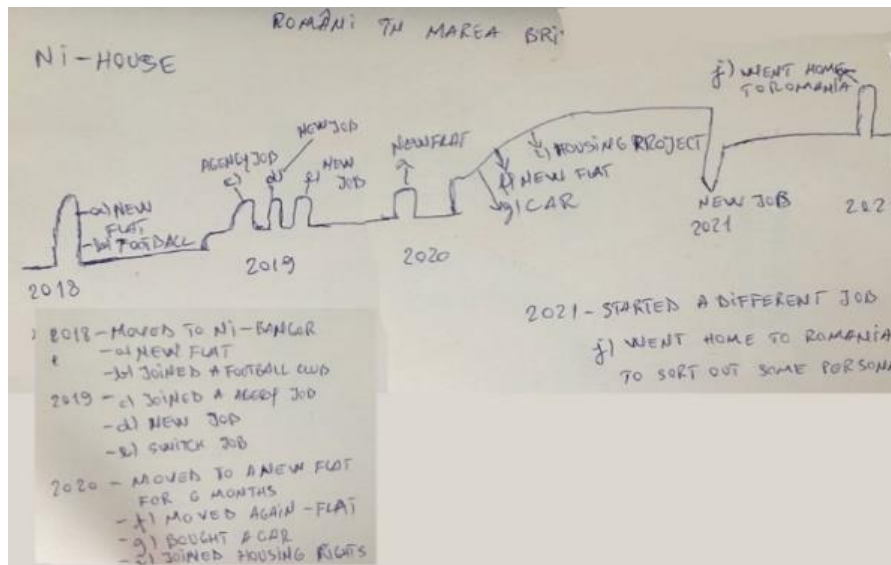 ROMÂNI ÎN MAREA BRI
Ni-HOUSE
a) NEW
FLAT
b) FOOTBALL
2018
AGENCY JOB
c)
NEW JOB
d)
e) NEW
JOB
2019
NEW FLAT
2020
i) HOUSING PROJECT
f) NEW FLAT
g) CAR
NEW JOB
2021
j) WENT HOME
TO ROMANIA
202
2018 - MOVED TO Ni-BANGOR
- a) NEW FLAT
- b) JOINED A FOOTBALL CLUB
2019 - c) JOINED A AGECY JOB
- d) NEW JOB
- e) SWITCH JOB
2020 - MOVED TO A NEW FLAT
FOR 6 MONTHS
- f) MOVED AGAIN - FLAT
- g) BOUGHT A CAR
JOINED HOUSING RIGHTS
2021 - STARTED A DIFFERENT JOB
j) WENT HOME TO ROMANIA
TO SORT OUT SOME PERSONA